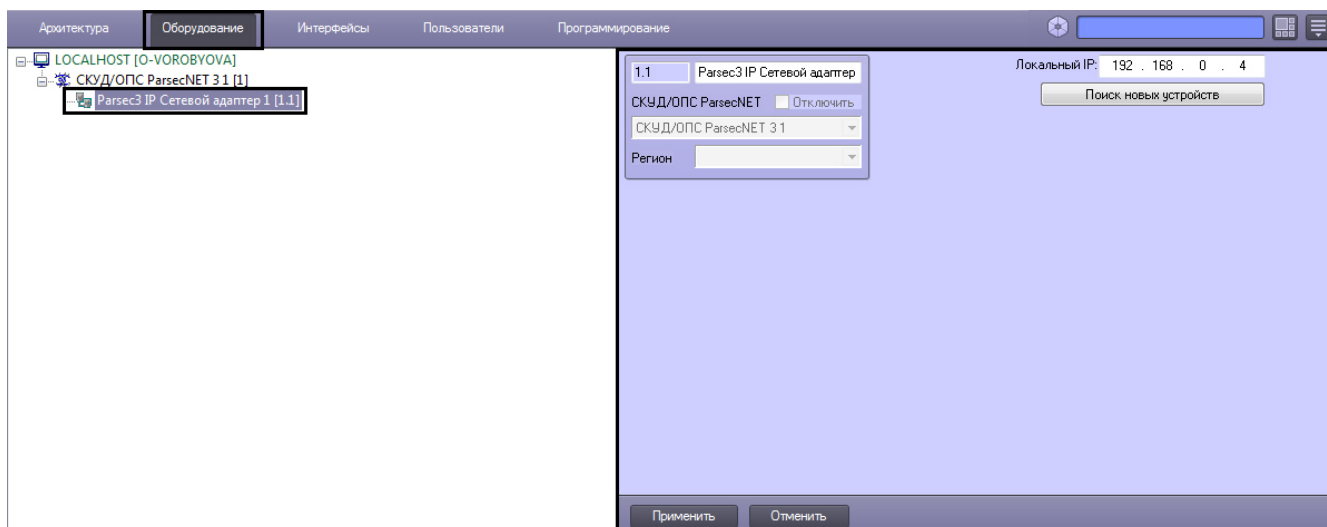 Архитектура Оборудование Интерфейсы Пользователи Программирование
LOCALHOST [O-VOROBYOVA]
СКУД/ОПС ParsecNET 3 1 [1]
Parsec3 IP Сетевой адаптер 1 [1.1]
1.1 Parsec3 IP Сетевой адаптер
СКУД/ОПС ParsecNET Отключить
СКУД/ОПС ParsecNET 3 1
Регион
Локальный IP: 192 . 168 . 0 . 4
Поиск новых устройств
Применить Отменить